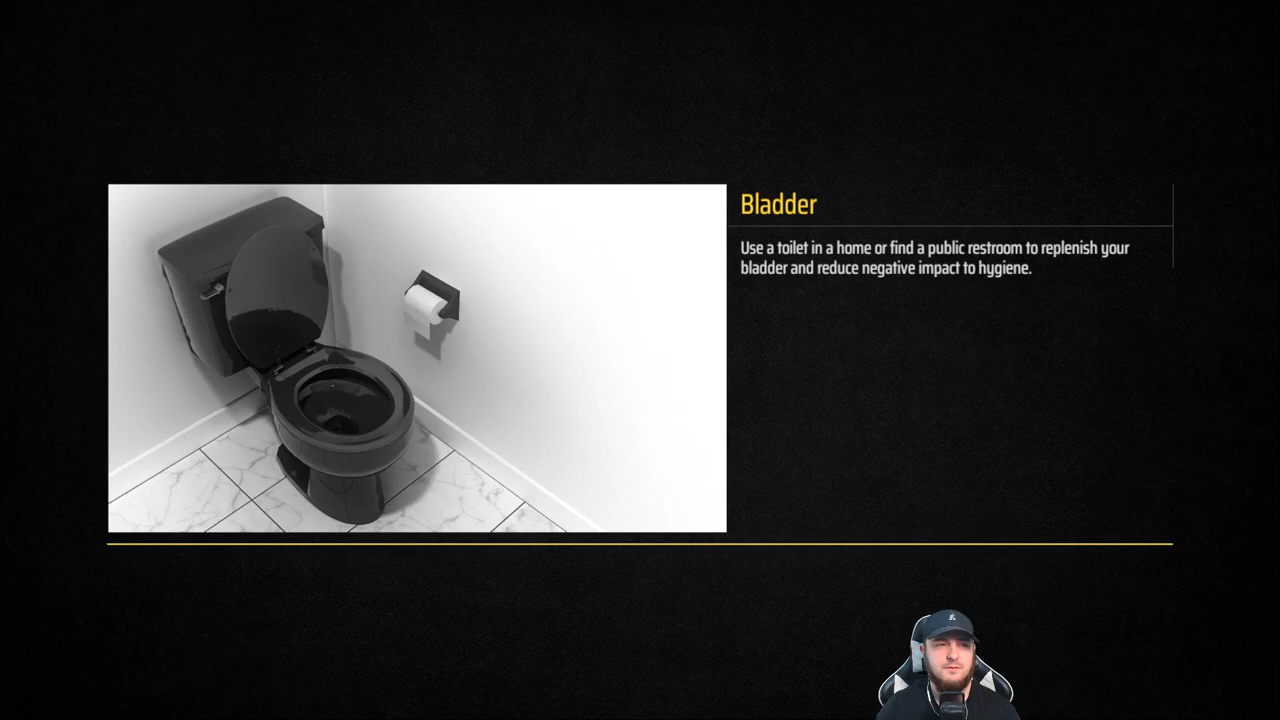 Bladder
Use a toilet in a home or find a public restroom to replenish your
bladder and reduce negative impact to hygiene.